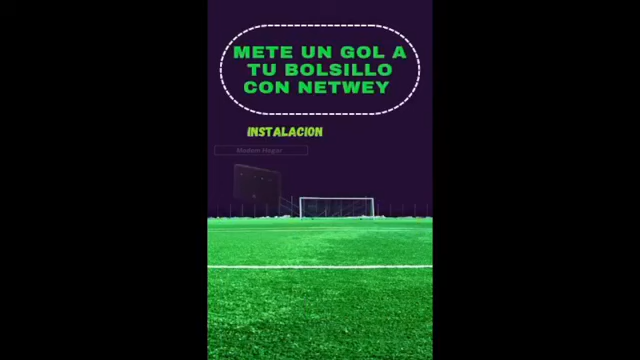 METE UN GOL A
TU BOLSILLO
CON NETWEY
INSTALACION
Modem Hogar